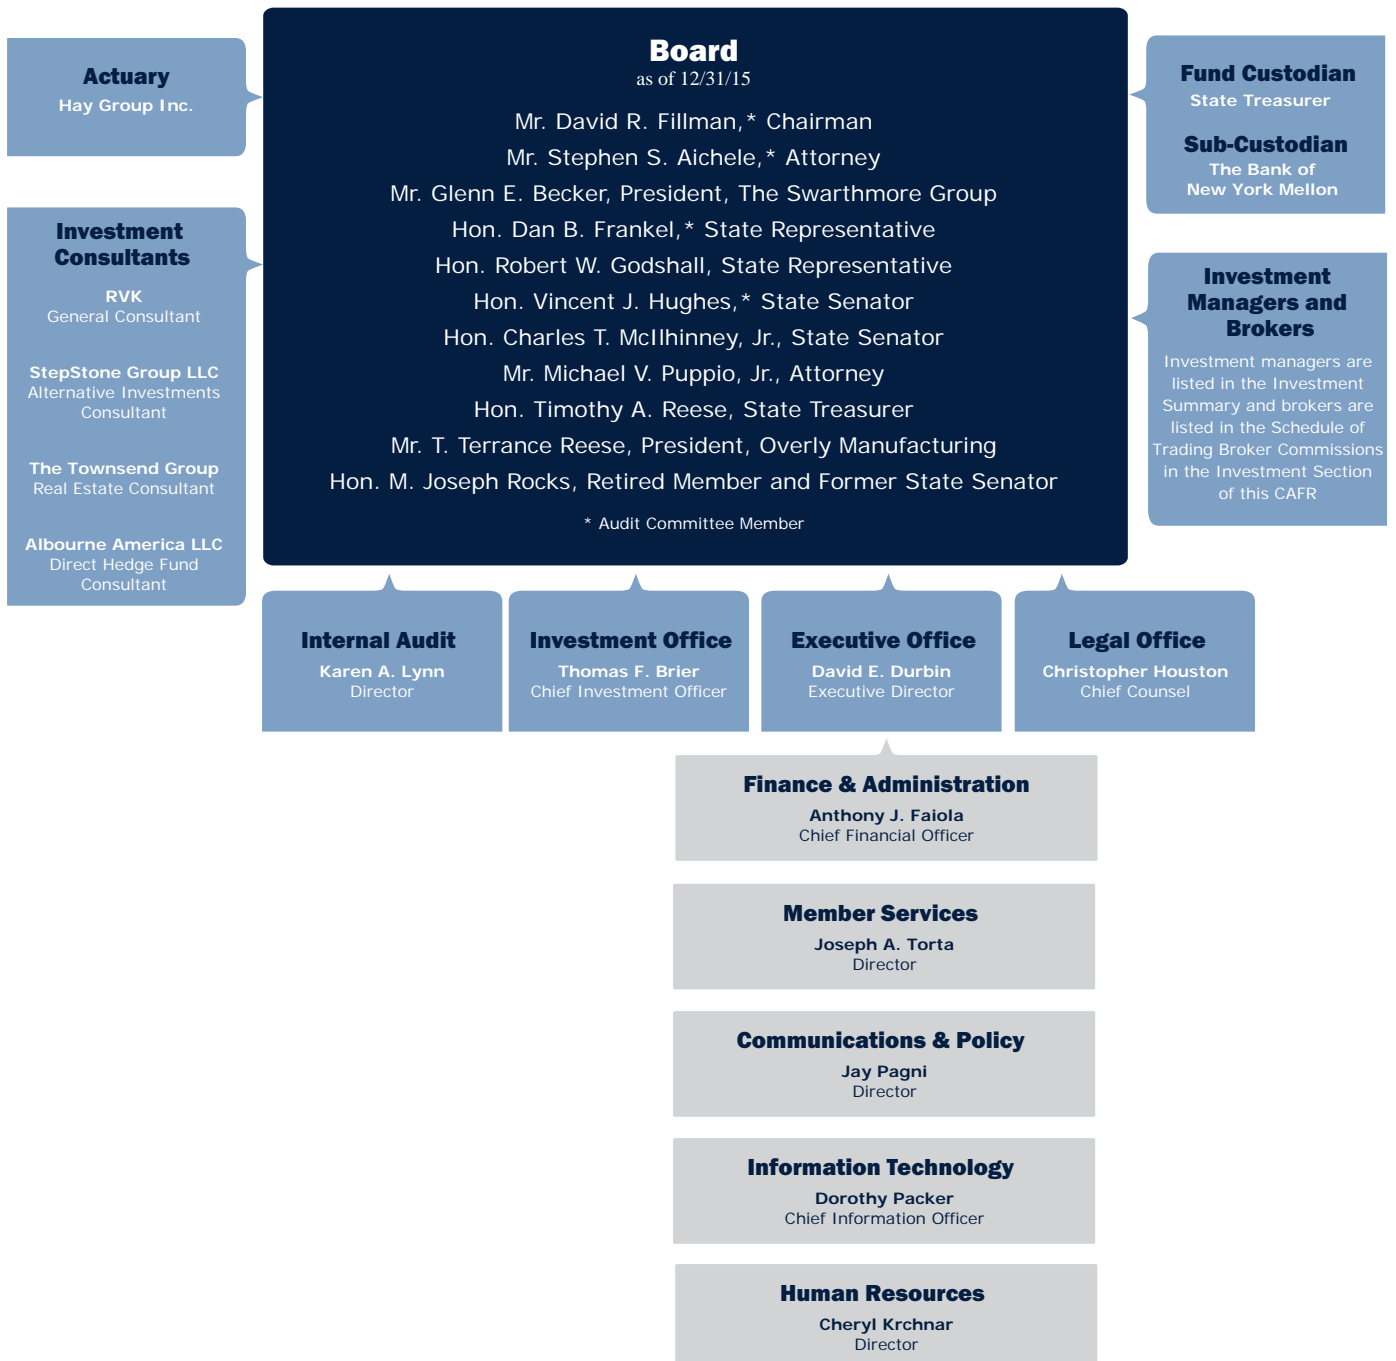 Board
as of 12/31/15
Mr. David R. Fillman,* Chairman
Mr. Stephen S. Aichele,* Attorney
Mr. Glenn E. Becker, President, The Swarthmore Group
Hon. Dan B. Frankel,* State Representative
Hon. Robert W. Godshall, State Representative
Hon. Vincent J. Hughes,* State Senator
Hon. Charles T. McIlhinney, Jr., State Senator
Mr. Michael V. Puppio, Jr., Attorney
Hon. Timothy A. Reese, State Treasurer
Mr. T. Terrance Reese, President, Overly Manufacturing
Hon. M. Joseph Rocks, Retired Member and Former State Senator
* Audit Committee Member
Actuary
Hay Group Inc.
Investment
Consultants
RVK
General Consultant
StepStone Group LLC
Alternative Investments
Consultant
The Townsend Group
Real Estate Consultant
Albourne America LLC
Direct Hedge Fund
Consultant
Fund Custodian
State Treasurer
Sub-Custodian
The Bank of
New York Mellon
Investment
Managers and
Brokers
Investment managers are
listed in the Investment
Summary and brokers are
listed in the Schedule of
Trading Broker Commissions
in the Investment Section
of this CAFR
Internal Audit
Karen A. Lynn
Director
Investment Office
Thomas F. Brier
Chief Investment Officer
Executive Office
David E. Durbin
Executive Director
Legal Office
Christopher Houston
Chief Counsel
Finance & Administration
Anthony J. Faiola
Chief Financial Officer
Member Services
Joseph A. Torta
Director
Communications & Policy
Jay Pagni
Director
Information Technology
Dorothy Packer
Chief Information Officer
Human Resources
Cheryl Krchnar
Director